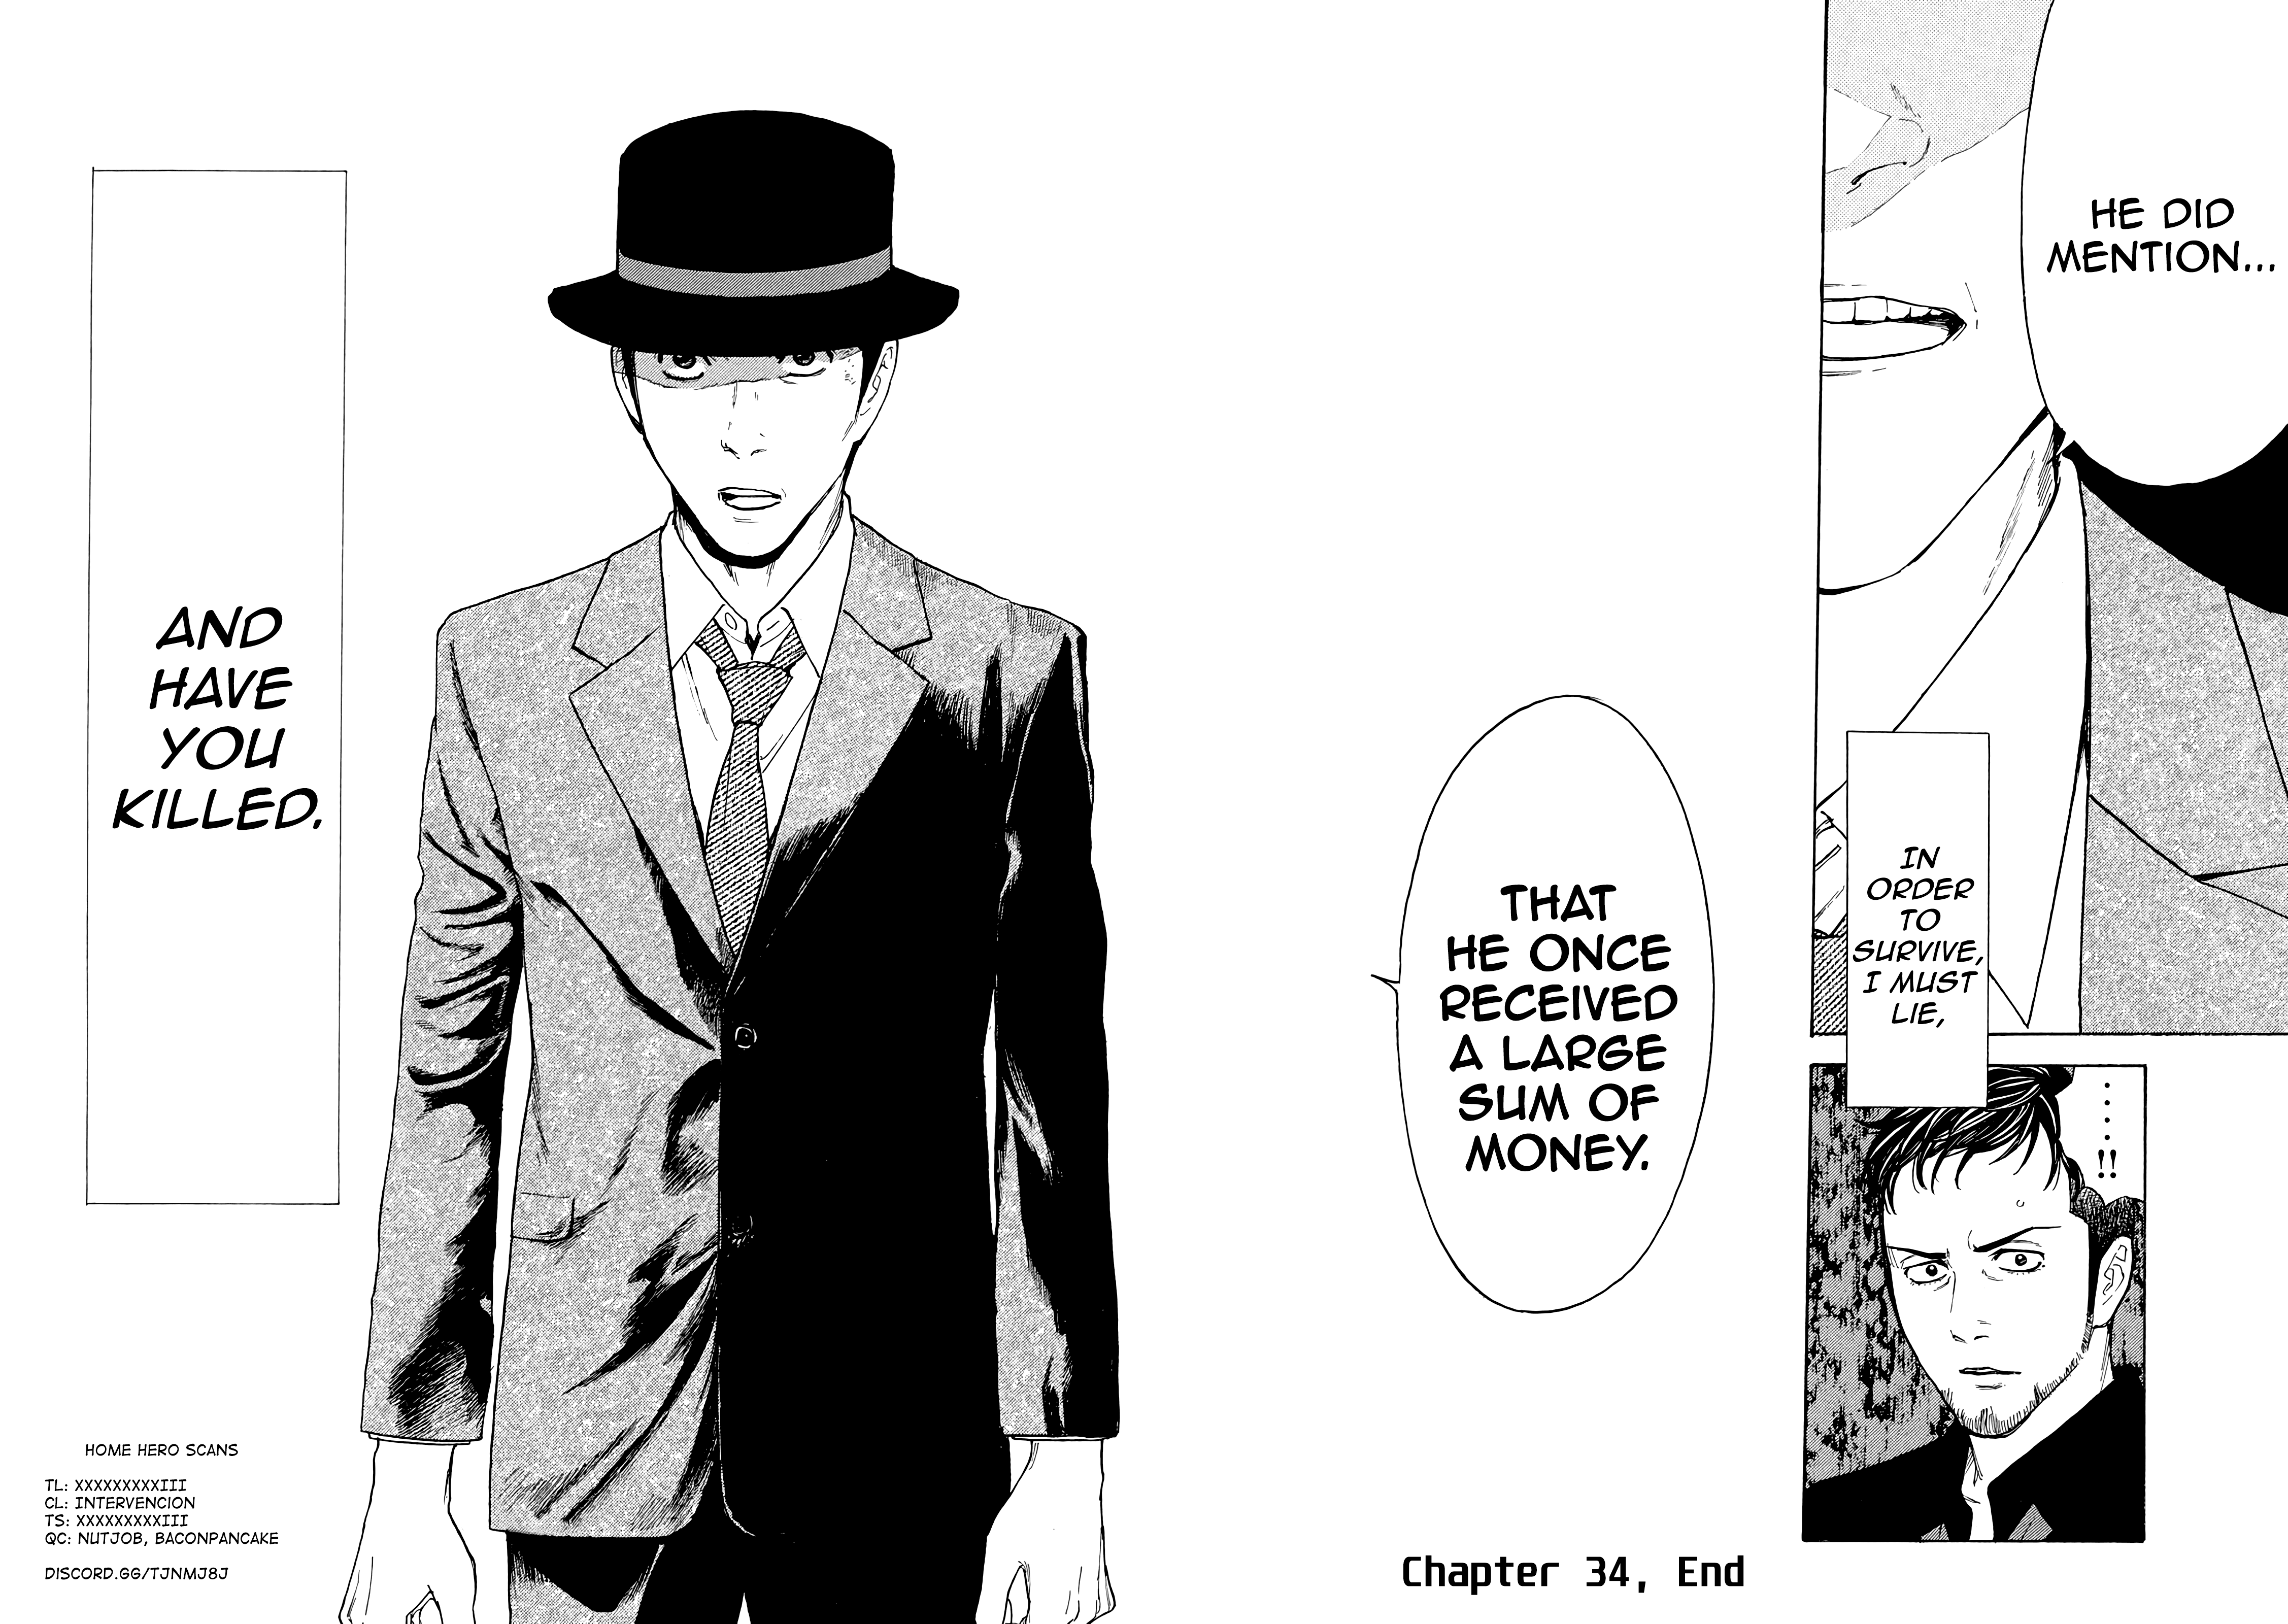 HE DID
MENTION...
IN
ORDER
TO
SURVIVE,
I MUST
LIE,
.....!!
THAT
HE ONCE
RECEIVED
A LARGE
SUM OF
MONEY.
AND
HAVE
YOU
KILLED.
Chapter 34, End
HOME HERO SCANS
TL: XXXXXXXXXIII
CL: INTERVENCION
TS: XXXXXXXXXIII
QC: NUTJOB, BACONPANCAKE
DISCORD.GG/TJNMJ8J